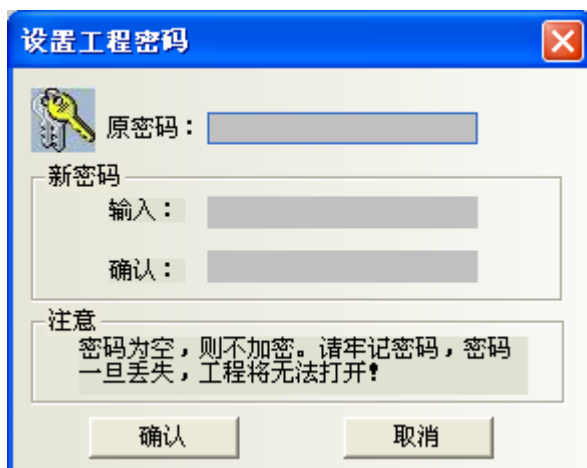 设置工程密码
原密码：
新密码
输入：
确认：
注意
密码为空，则不加密。请牢记密码，密码
一旦丢失，工程将无法打开！
确认
取消